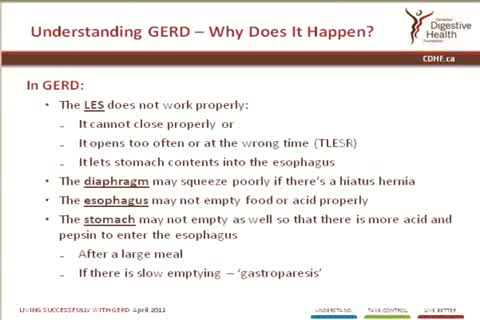 Understanding GERD – Why Does It Happen?
Canadian
Digestive
Health
Foundation
CDHF.ca
In GERD:
• The LES does not work properly:
– It cannot close properly or
– It opens too often or at the wrong time (TLESR)
– It lets stomach contents into the esophagus
• The diaphragm may squeeze poorly if there's a hiatus hernia
• The esophagus may not empty food or acid properly
• The stomach may not empty as well so that there is more acid and
pepsin to enter the esophagus
– After a large meal
– If there is slow emptying – 'gastroparesis'
LIVING SUCCESSFULLY WITH GERD April 2011
UNDERSTAND. TAKE CONTROL. LIVE BETTER.